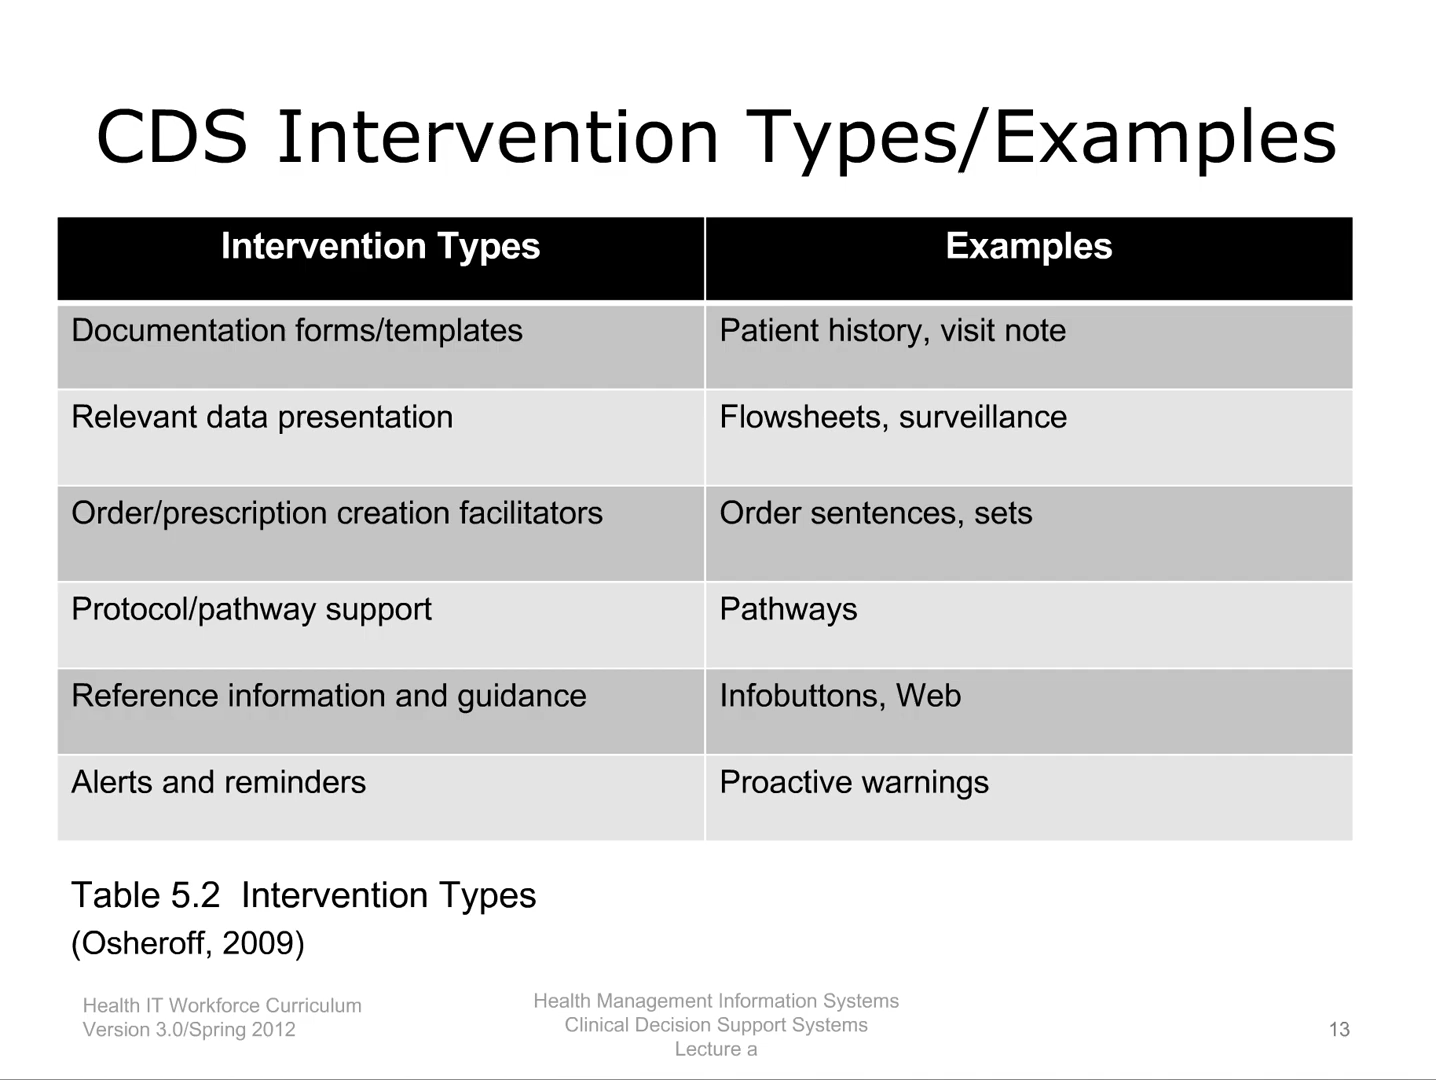 CDS Intervention Types/Examples
Intervention Types Examples
Documentation forms/templates Patient history, visit note
Relevant data presentation Flowsheets, surveillance
Order/prescription creation facilitators Order sentences, sets
Protocol/pathway support Pathways
Reference information and guidance Infobuttons, Web
Alerts and reminders Proactive warnings
Table 5.2 Intervention Types
(Osheroff, 2009)
Health IT Workforce Curriculum
Version 3.0/Spring 2012
Health Management Information Systems
Clinical Decision Support Systems
Lecture a
13